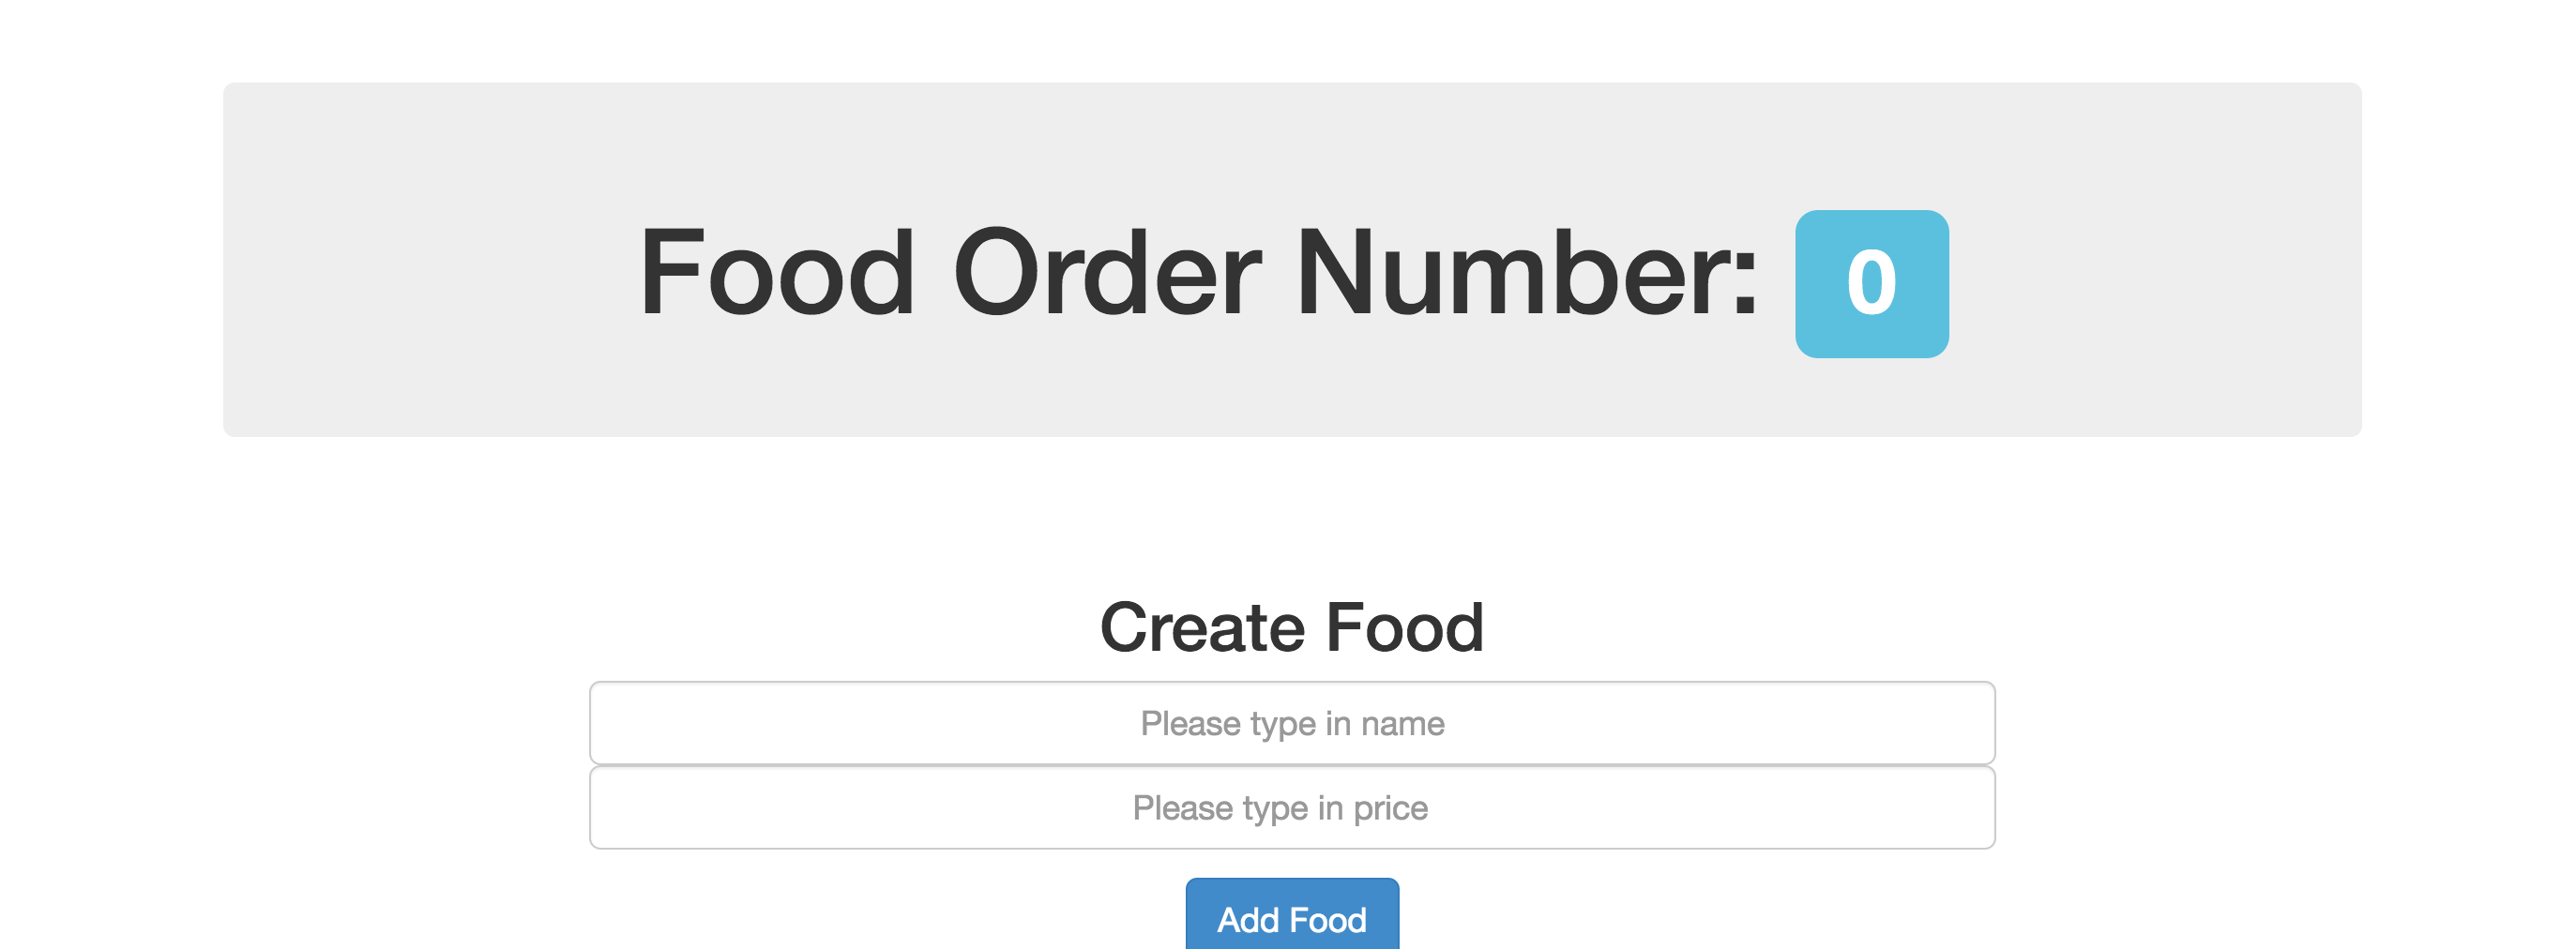 Food Order Number: 0
Create Food
Please type in name
Please type in price
Add Food